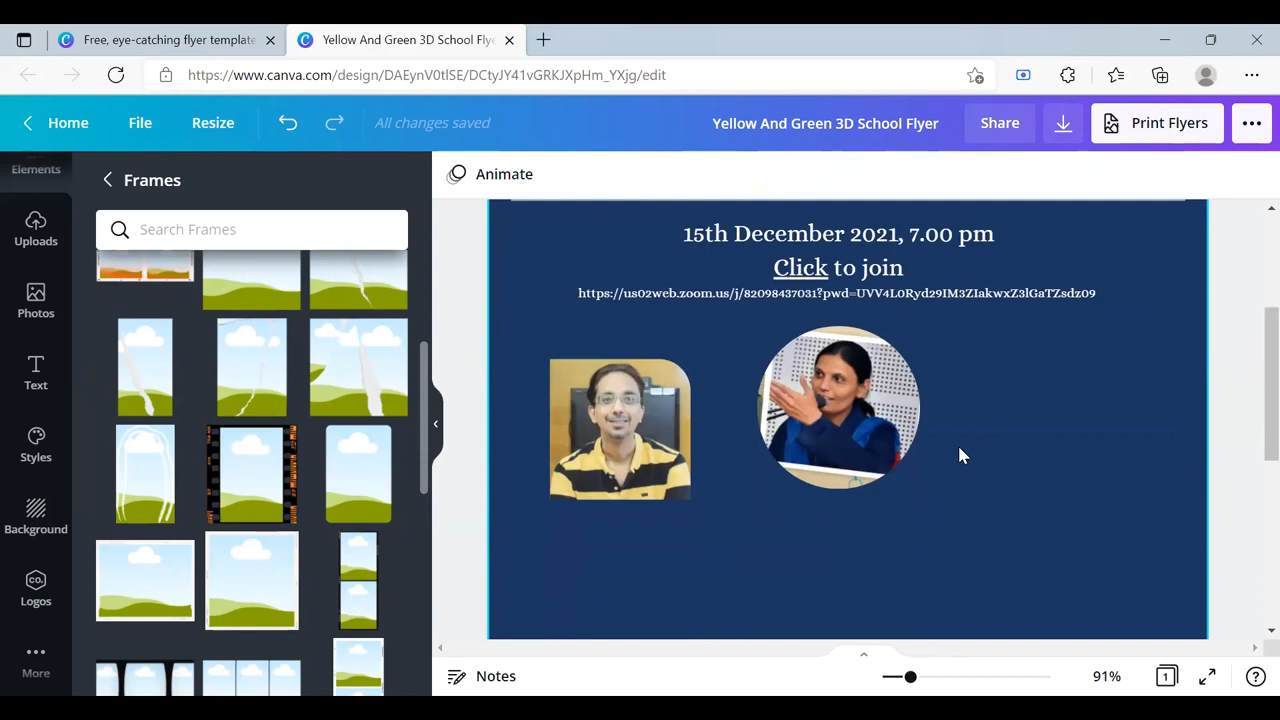 Free, eye-catching flyer template
Yellow And Green 3D School Flye
https://www.canva.com/design/DAEynV0tlSE/DCtyJY41vGRKJXpHm_YXjg/edit
Home
File
Resize
All changes saved
Yellow And Green 3D School Flyer
Share
Print Flyers
Elements
Uploads
Photos
Text
Styles
Background
co.
Logos
More
Frames
Search Frames
Animate
15th December 2021, 7.00 pm
Click to join
https://us02web.zoom.us/j/82098437031?pwd=UVV4L0Ryd29IM3ZIakwxZ3lGaTZsdz09
Notes
91%
1